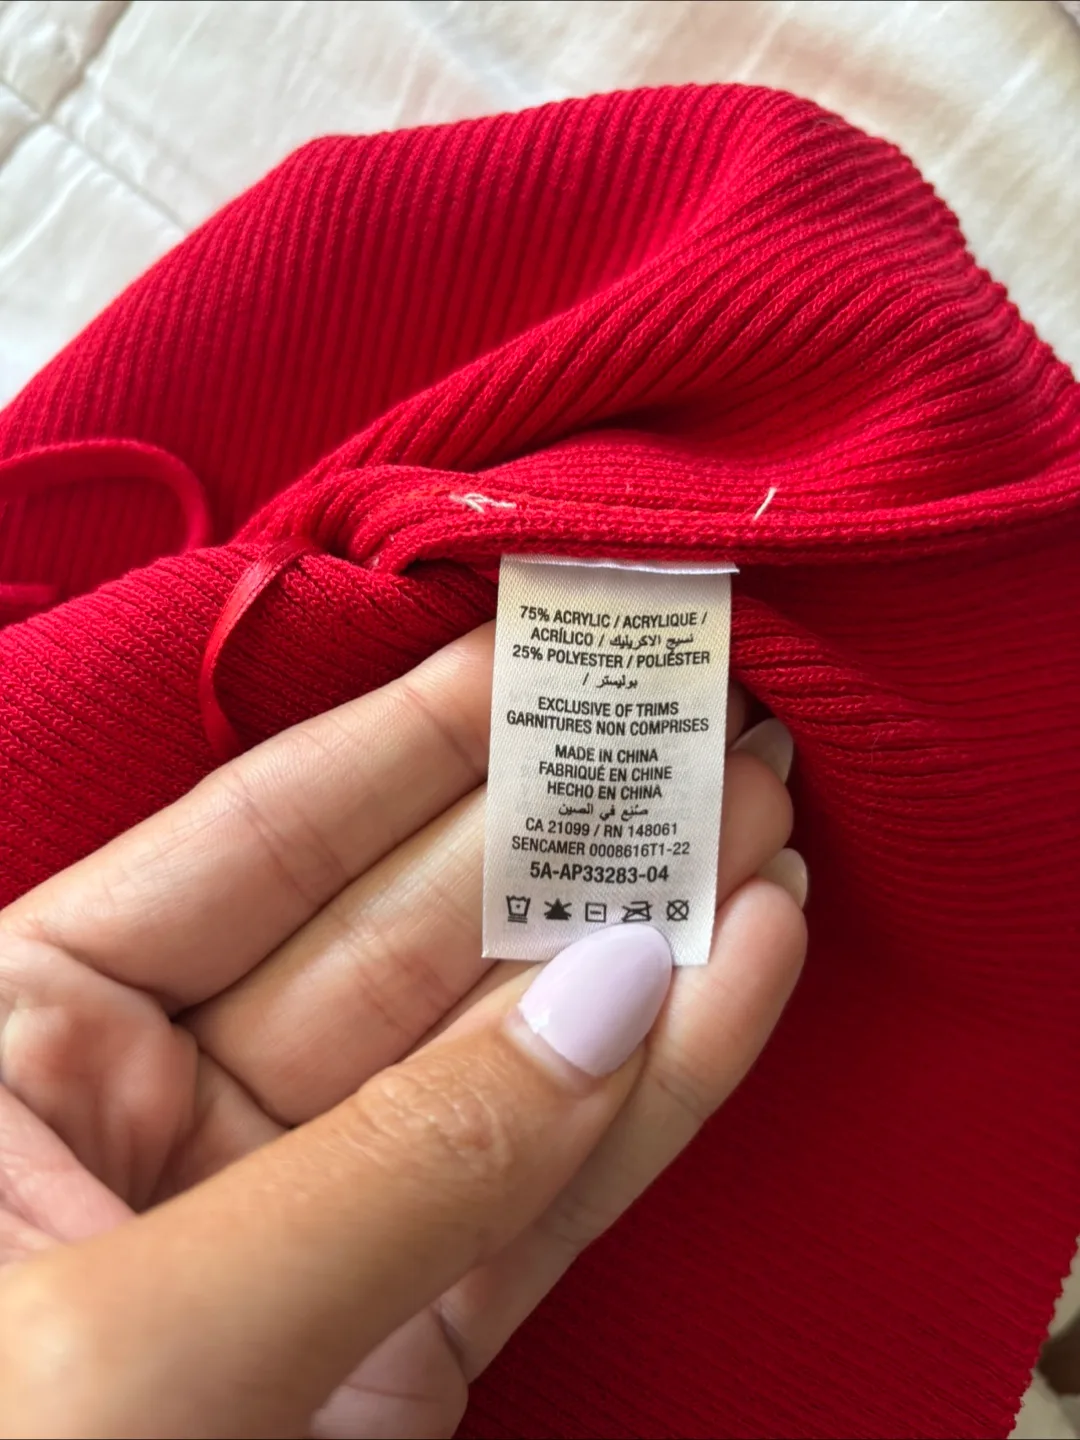 75% ACRYLIC / ACRYLIQUE /
ACRÍLICO / نسيج الاكريليك
25% POLYESTER / POLIÉSTER
/ بوليستر
EXCLUSIVE OF TRIMS
GARNITURES NON COMPRISES
MADE IN CHINA
FABRIQUÉ EN CHINE
HECHO EN CHINA
صُنع في الصين
CA 21099 / RN 148061
SENCAMER 0008616T1-22
5A-AP33283-04